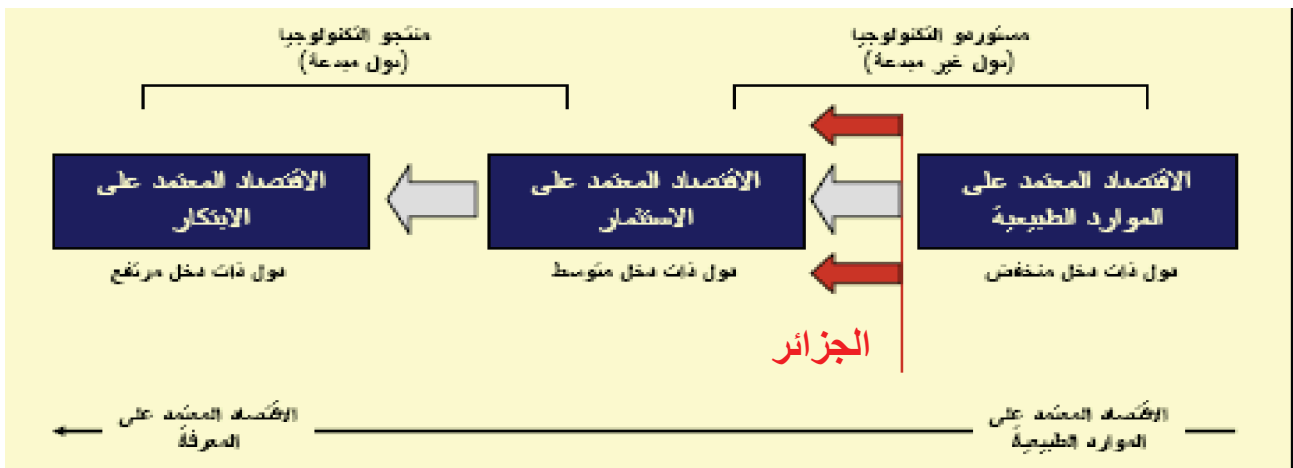 مستوردو التكنولوجيا
(دول غير مبدعة)
منتجو التكنولوجيا
(دول مبدعة)
الاقتصاد المعتمد على
الموارد الطبيعية
الاقتصاد المعتمد على
الاستثمار
الاقتصاد المعتمد على
الابتكار
دول ذات دخل منخفض
دول ذات دخل متوسط
دول ذات دخل مرتفع
الجزائر
الاقتصاد المعتمد على
الموارد الطبيعية
الاقتصاد المعتمد على
المعرفة